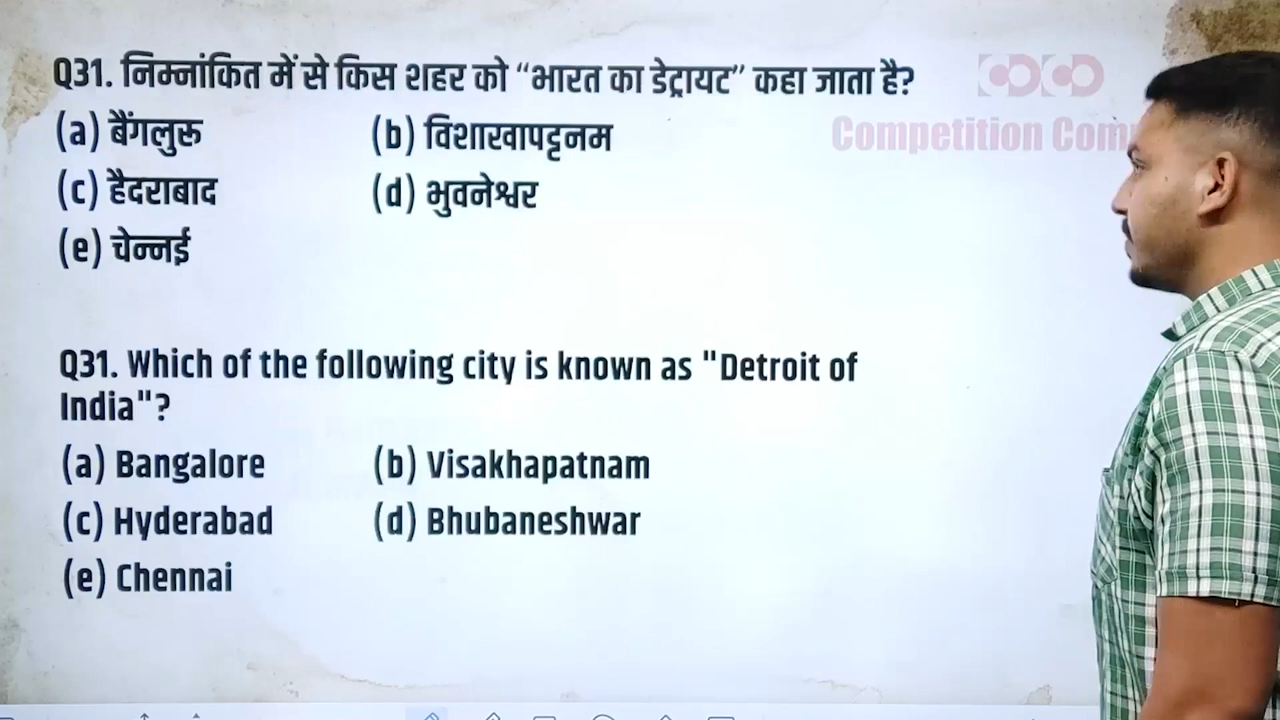 Q31. निम्नांकित में से किस शहर को “भारत का डेट्रायट” कहा जाता है?
(a) बैंगलुरू (b) विशाखापट्टनम
(c) हैदराबाद (d) भुवनेश्वर
(e) चेन्नई
Competition Com
Q31. Which of the following city is known as "Detroit of
India"?
(a) Bangalore (b) Visakhapatnam
(c) Hyderabad (d) Bhubaneshwar
(e) Chennai